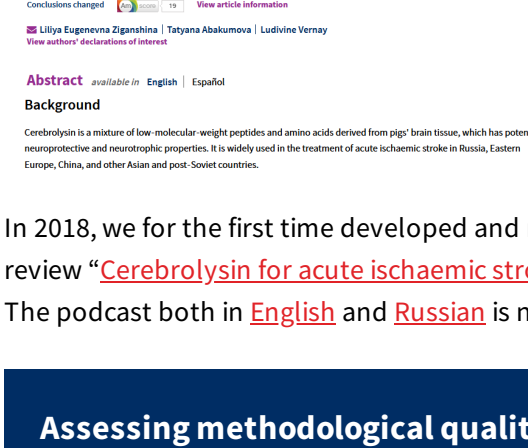 Conclusions changed Am score 19 View article information
Liliya Eugenevna Ziganshina | Tatyana Abakumova | Ludivine Vernay
View authors' declarations of interest
Abstract available in English | Español
Background
Cerebrolysin is a mixture of low-molecular-weight peptides and amino acids derived from pigs' brain tissue, which has poten
neuroprotective and neurotrophic properties. It is widely used in the treatment of acute ischaemic stroke in Russia, Eastern
Europe, China, and other Asian and post-Soviet countries.
In 2018, we for the first time developed and
review “Cerebrolysin for acute ischaemic stro
The podcast both in English and Russian is n
Assessing methodological qualit